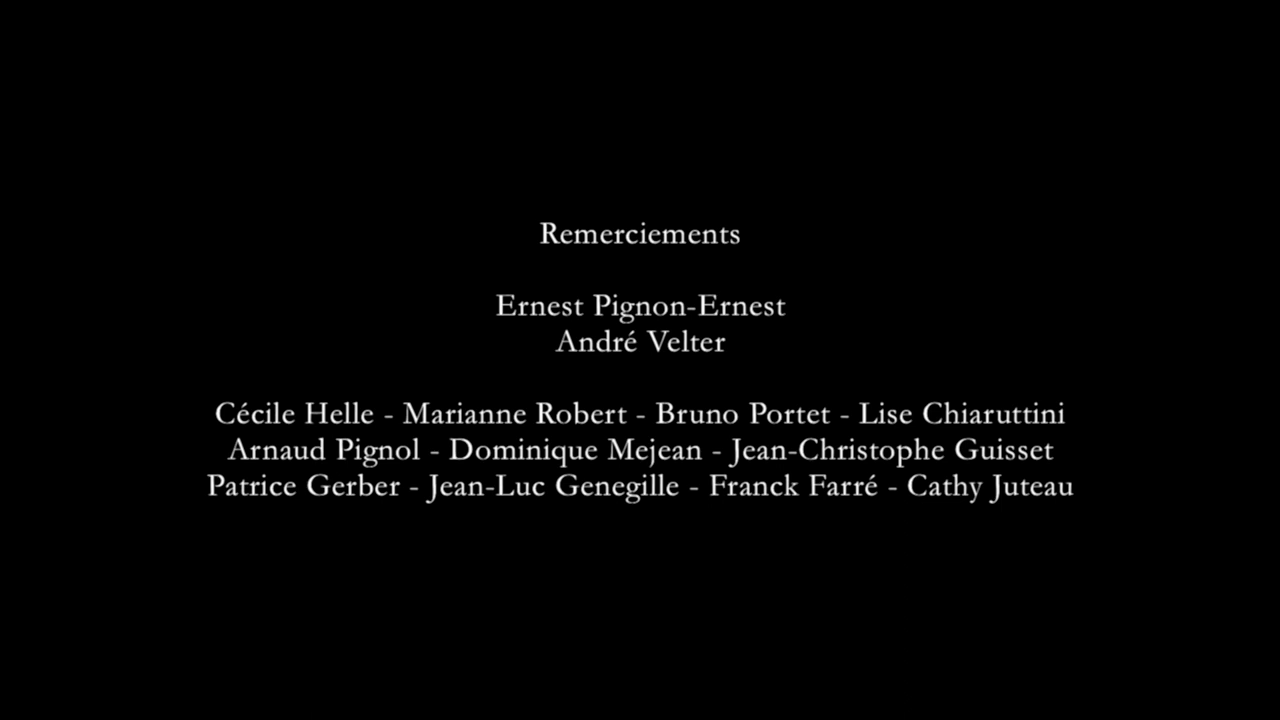 Remerciements
Ernest Pignon-Ernest
André Velter
Cécile Helle - Marianne Robert - Bruno Portet - Lise Chiaruttini
Arnaud Pignol - Dominique Mejean - Jean-Christophe Guisset
Patrice Gerber - Jean-Luc Genegille - Franck Farré - Cathy Juteau